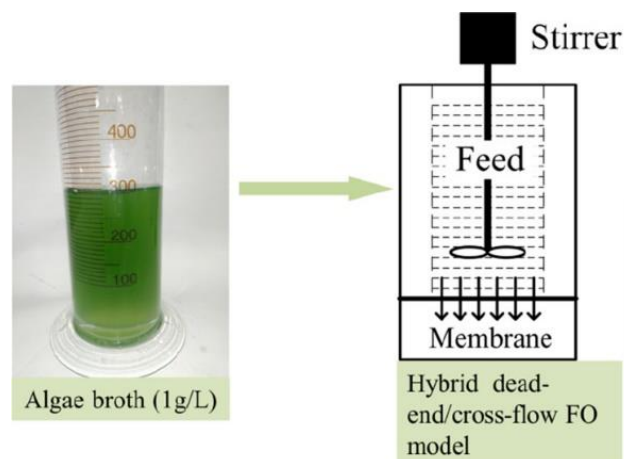 400
300
200
100
Algae broth (1g/L)
Stirrer
Feed
Membrane
Hybrid dead-
end/cross-flow FO
model